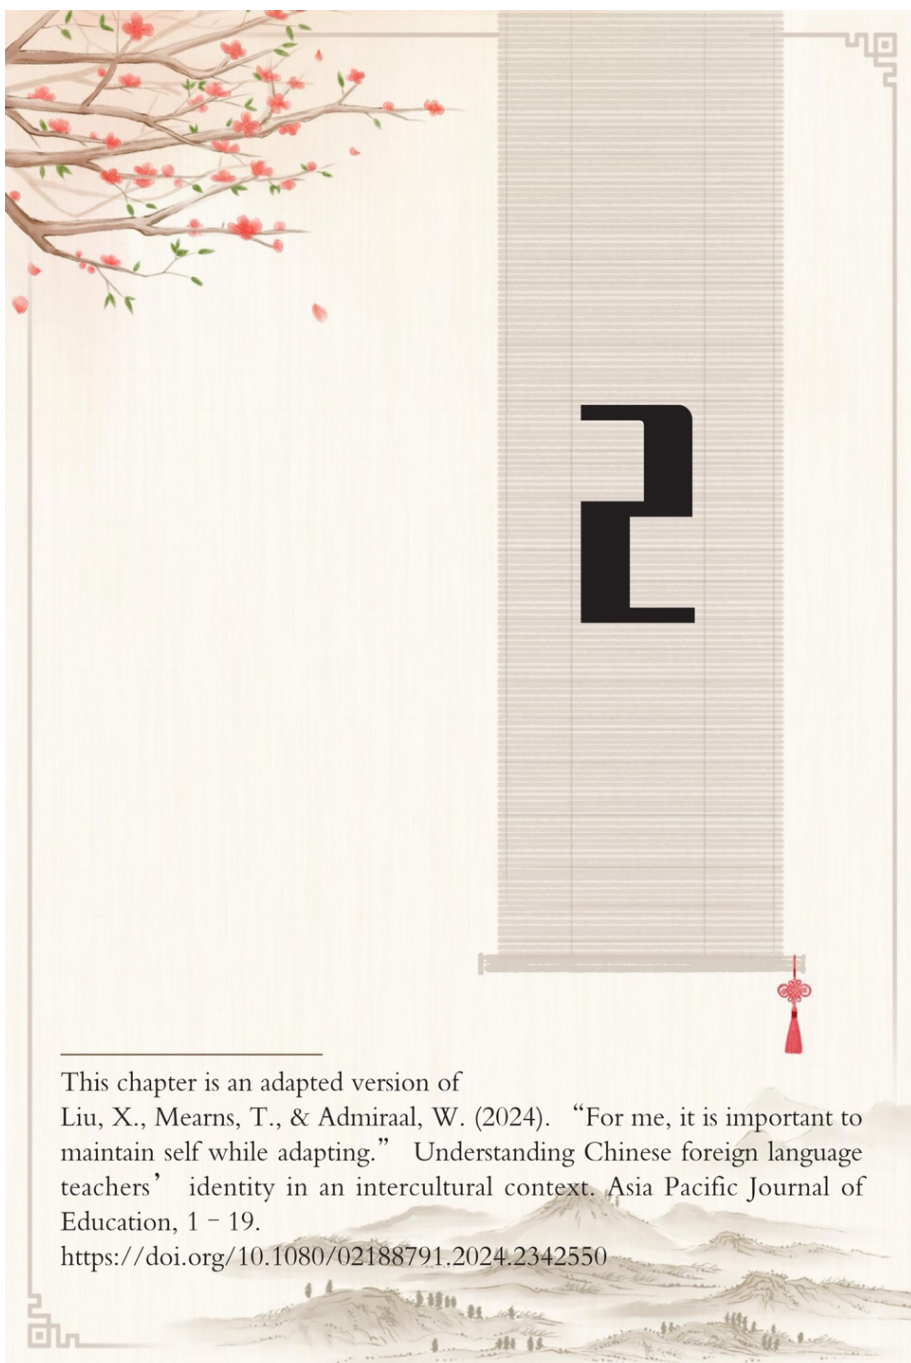 2
This chapter is an adapted version of
Liu, X., Mearns, T., & Admiraal, W. (2024). “For me, it is important to
maintain self while adapting.” Understanding Chinese foreign language
teachers’ identity in an intercultural context. Asia Pacific Journal of
Education, 1 – 19.
https://doi.org/10.1080/02188791.2024.2342550